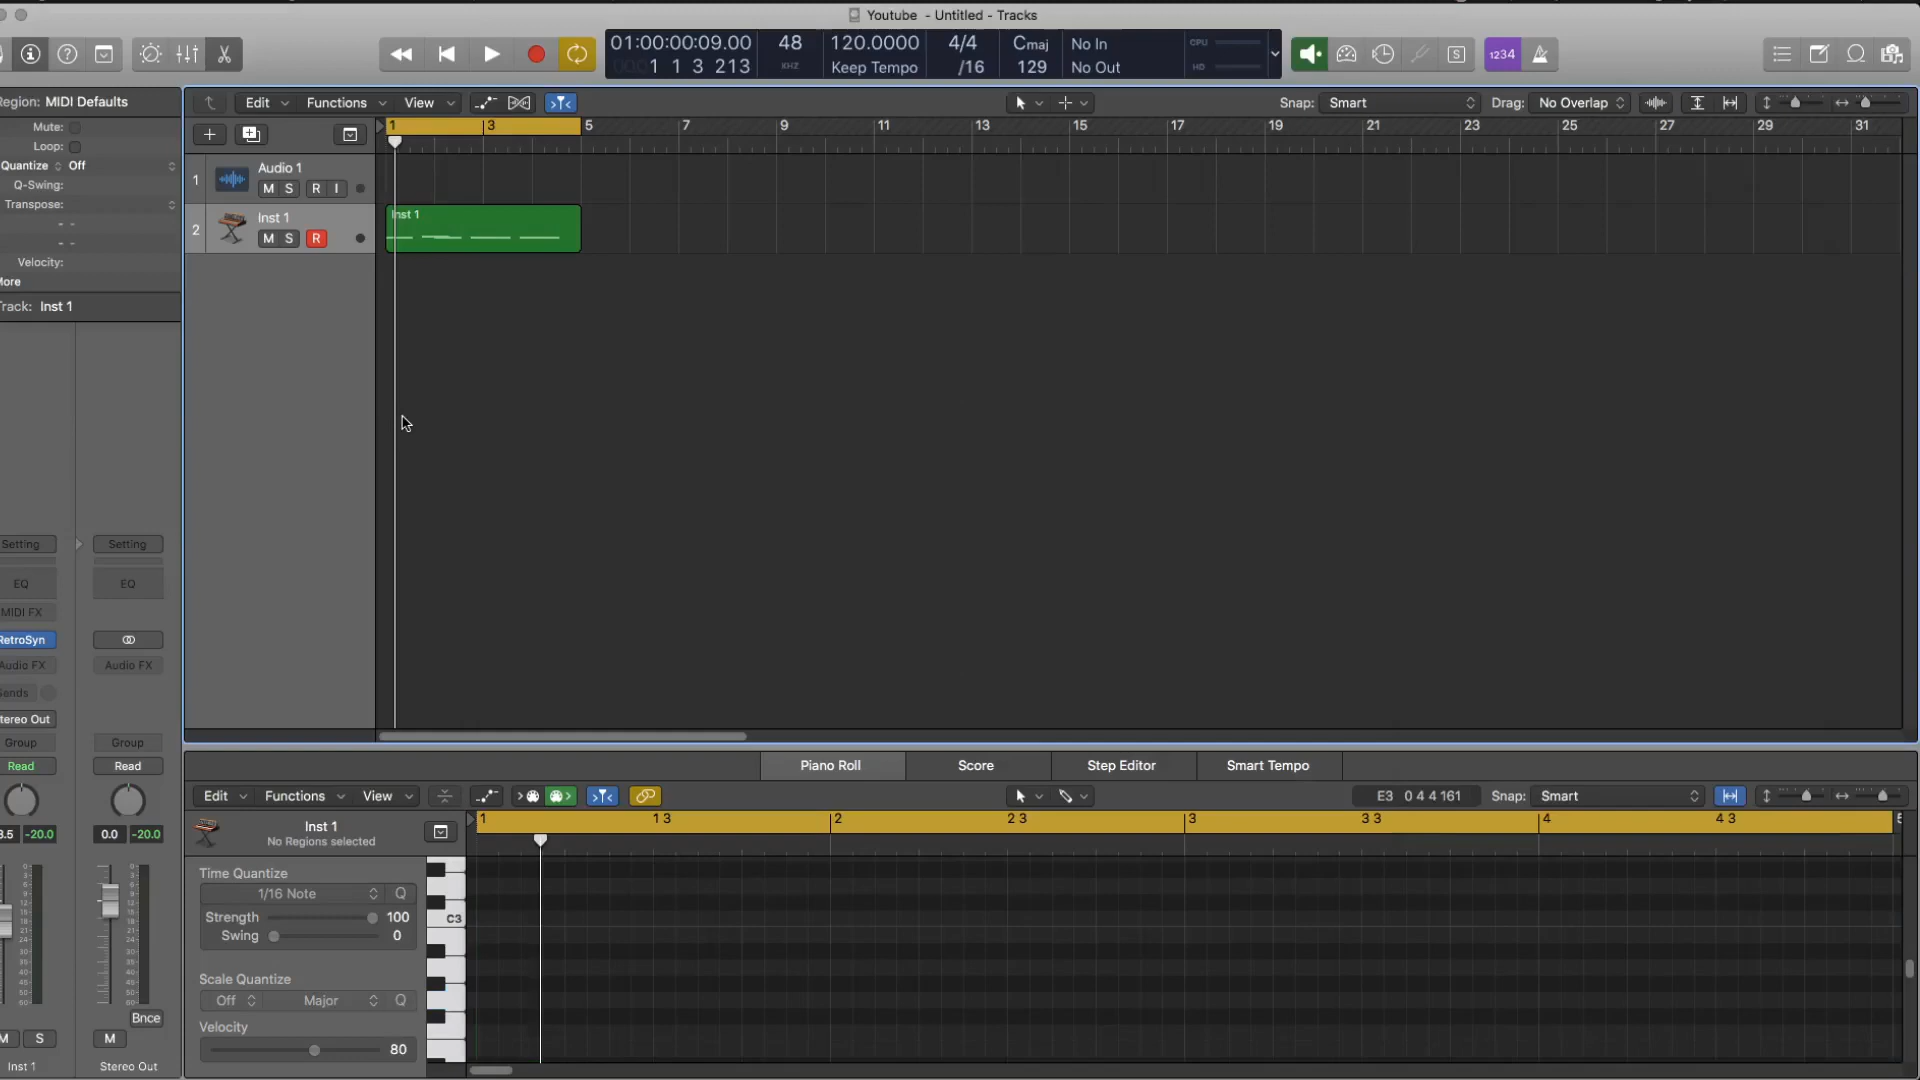 Youtube - Untitled - Tracks
01:00:00:09.00 48 120.0000 4/4 Cmaj No In CPU
1 1 3 213 KHZ Keep Tempo /16 129 No Out HD
S 1234
Region: MIDI Defaults
Edit Functions View Snap: Smart Drag: No Overlap
Mute:
Loop:
Quantize Off
Q-Swing:
Transpose:
- -
- -
Velocity:
More
Track: Inst 1
1 3 5 7 9 11 13 15 17 19 21 23 25 27 29 31
1 Audio 1
M S R I
2 Inst 1
M S R
Inst 1
Setting Setting
EQ EQ
MIDI FX
RetroSyn
Audio FX Audio FX
Sends
Stereo Out
Group Group
Read Read
3.5 -20.0 0.0 -20.0
Bnce
M S M
Inst 1 Stereo Out
Piano Roll Score Step Editor Smart Tempo
Edit Functions View E3 0 4 4 161 Snap: Smart
Inst 1
No Regions selected
1 1 3 2 2 3 3 3 3 4 4 3
Time Quantize
1/16 Note Q
Strength 100
Swing 0
Scale Quantize
Off Major Q
Velocity
80
C3